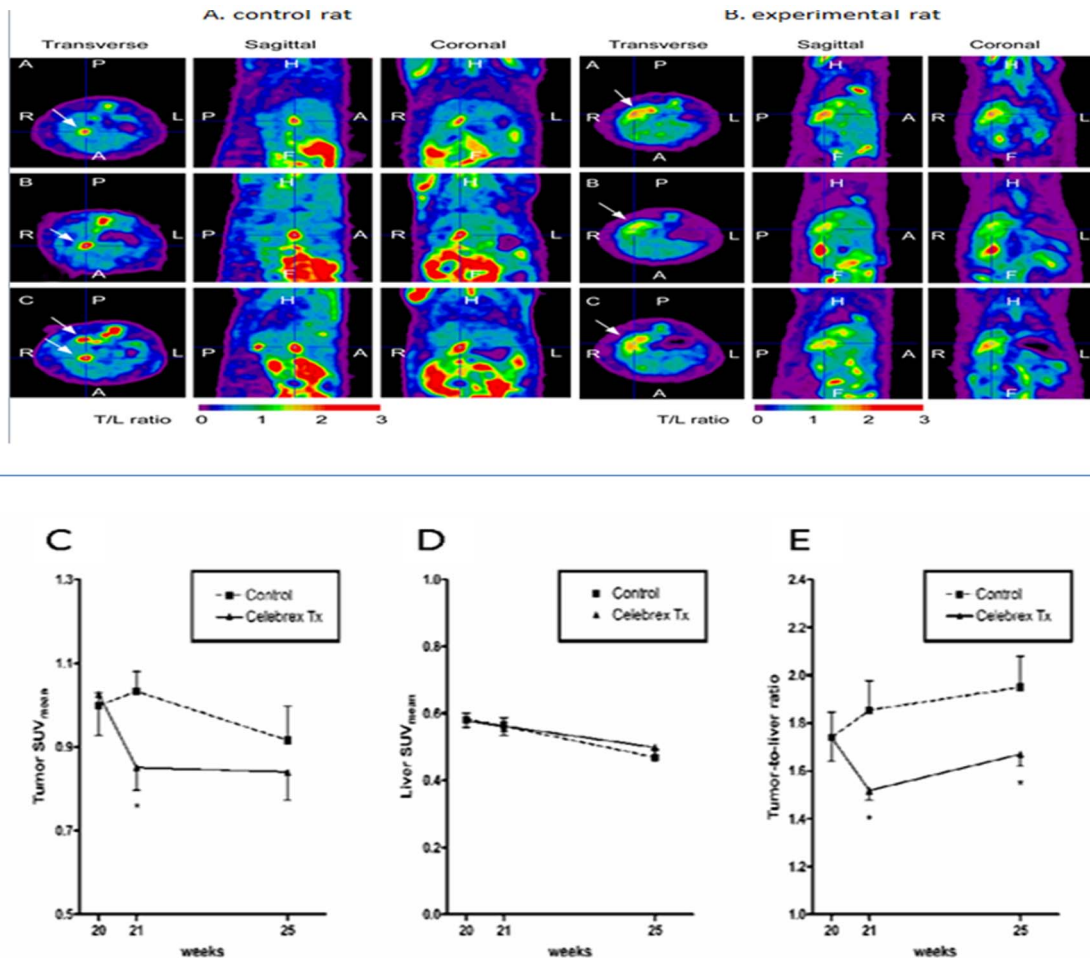 A. control rat
B. experimental rat
Transverse Sagittal Coronal Transverse Sagittal Coronal
A P H H A P H H
R L P A R L P A R L
A F F A F F
B P H H B P H H
R L P A R L P A R L
A F F A F F
C P H H C P H H
R L P A R L P A R L
A A F F
T/L ratio 0 1 2 3 T/L ratio 0 1 2 3
C
Control
Celebrex Tx
Tumor SUVmean
1.3
1.1
0.9
0.7
0.5
*
20 21 25
weeks
D
Control
Celebrex Tx
Liver SUVmean
1.0
0.8
0.6
0.4
0.2
0.0
20 21 25
weeks
E
Control
Celebrex Tx
Tumor-to-liver ratio
2.4
2.2
2.0
1.8
1.6
1.4
1.2
1.0
*
*
20 21 25
weeks